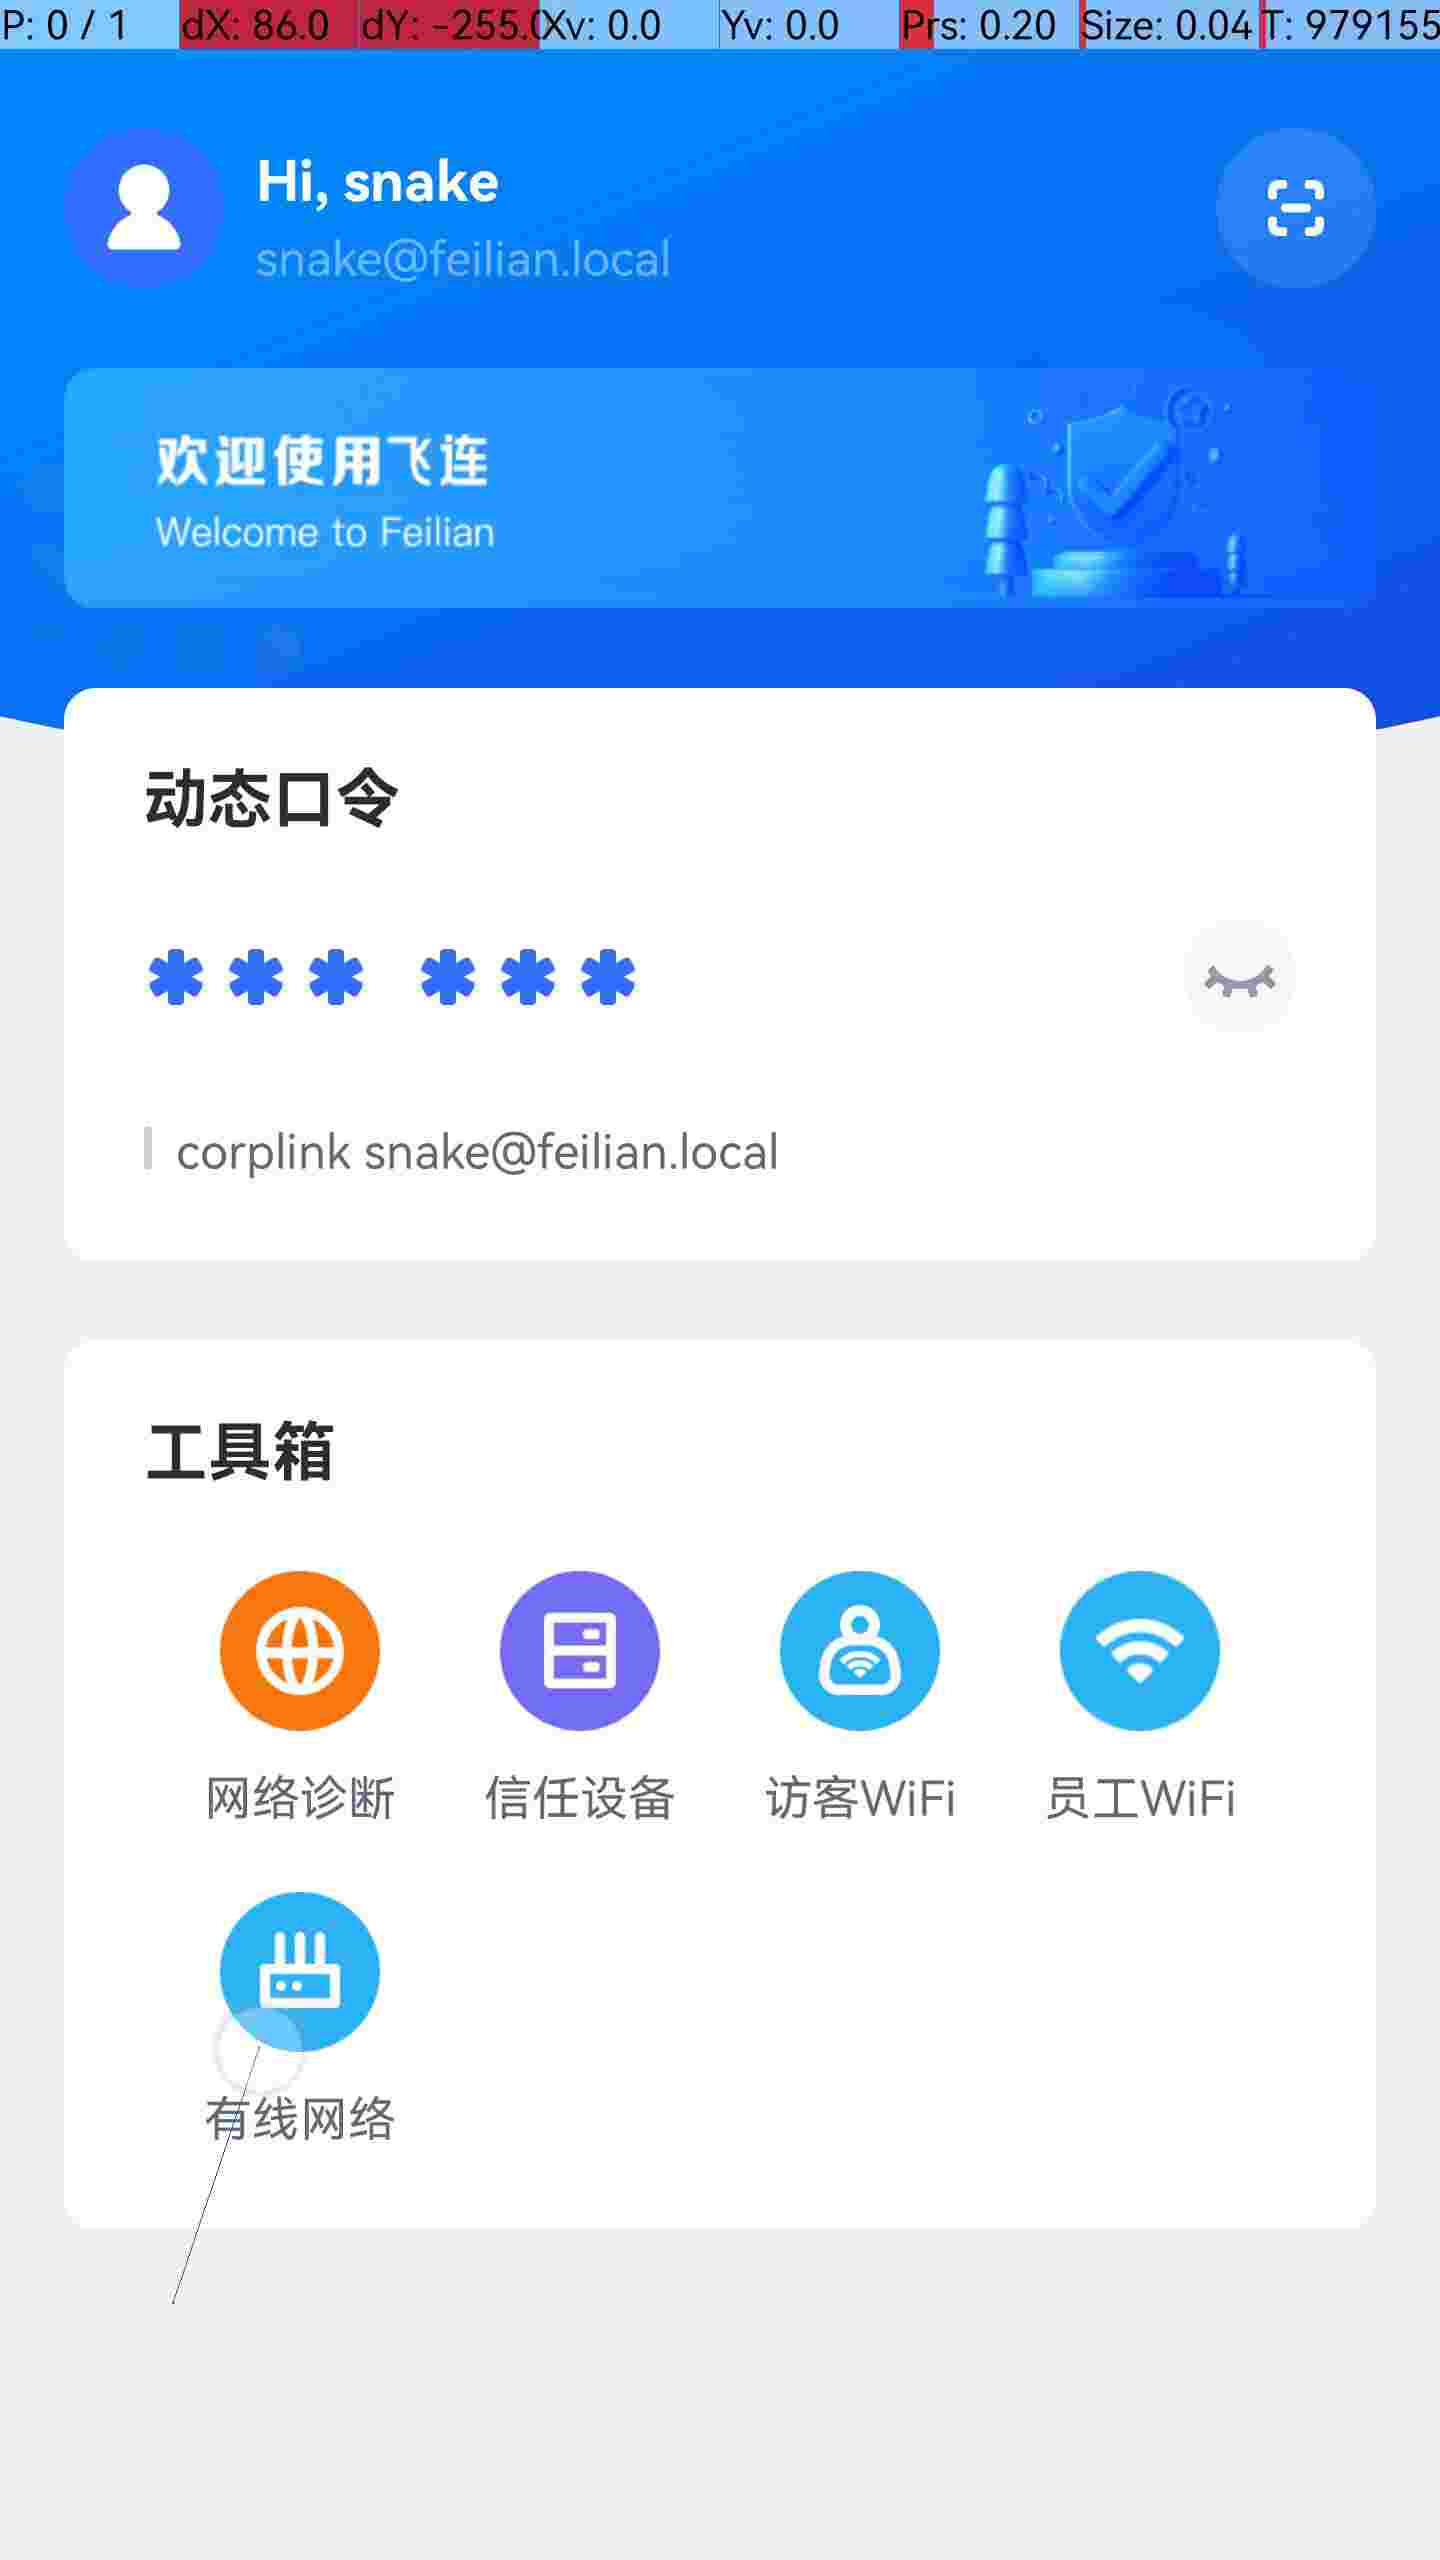 P: 0 / 1 dX: 86.0 dY: -255.0 Xv: 0.0 Yv: 0.0 Prs: 0.20 Size: 0.04 T: 979155
Hi, snake
snake@feilian.local
欢迎使用飞连
Welcome to Feilian
动态口令
*** ***
corplink snake@feilian.local
工具箱
网络诊断 信任设备 访客WiFi 员工WiFi
有线网络